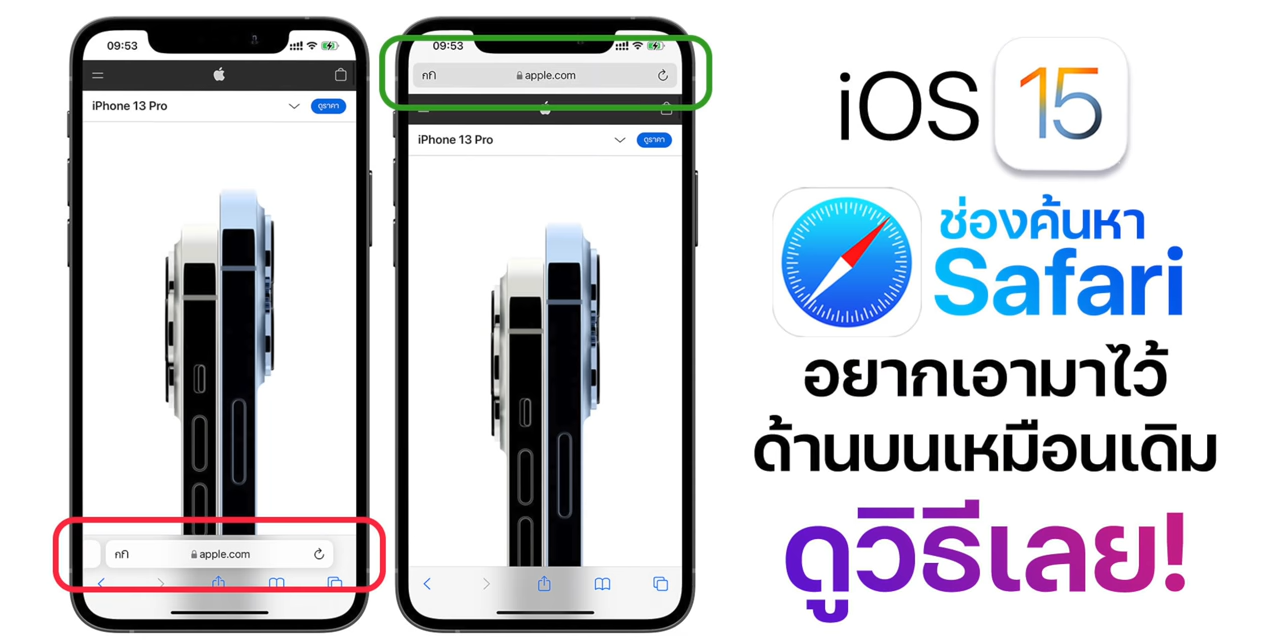 09:53
iPhone 13 Pro
ดูราคา
กก apple.com
09:53
กก apple.com
iPhone 13 Pro
ดูราคา
iOS 15
ช่องค้นหา
Safari
อยากเอามาไว้
ด้านบนเหมือนเดิม
ดูวิธีเลย!